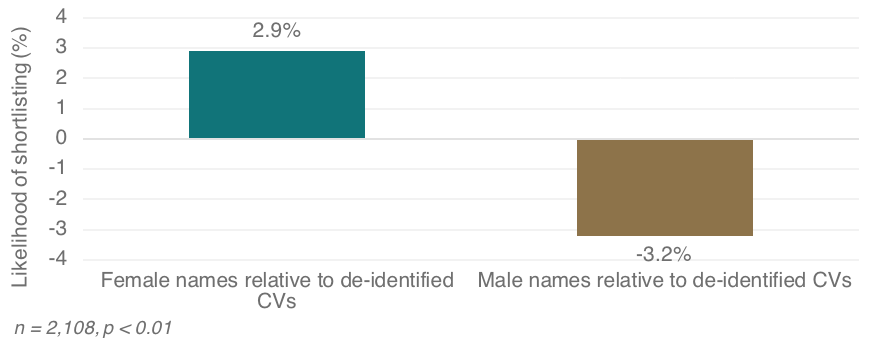 Likelihood of shortlisting (%)
4
3
2
1
0
-1
-2
-3
-4
2.9%
-3.2%
Female names relative to de-identified
CVs
Male names relative to de-identified CVs
n = 2,108, p < 0.01